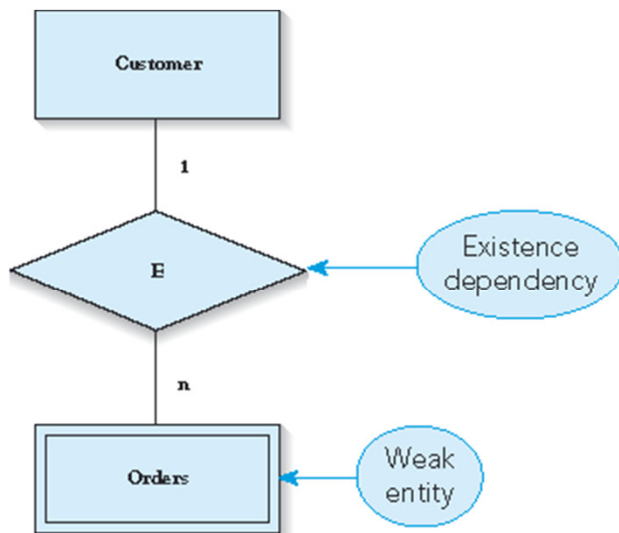 Customer
1
E
Existence
dependency
n
Orders
Weak
entity